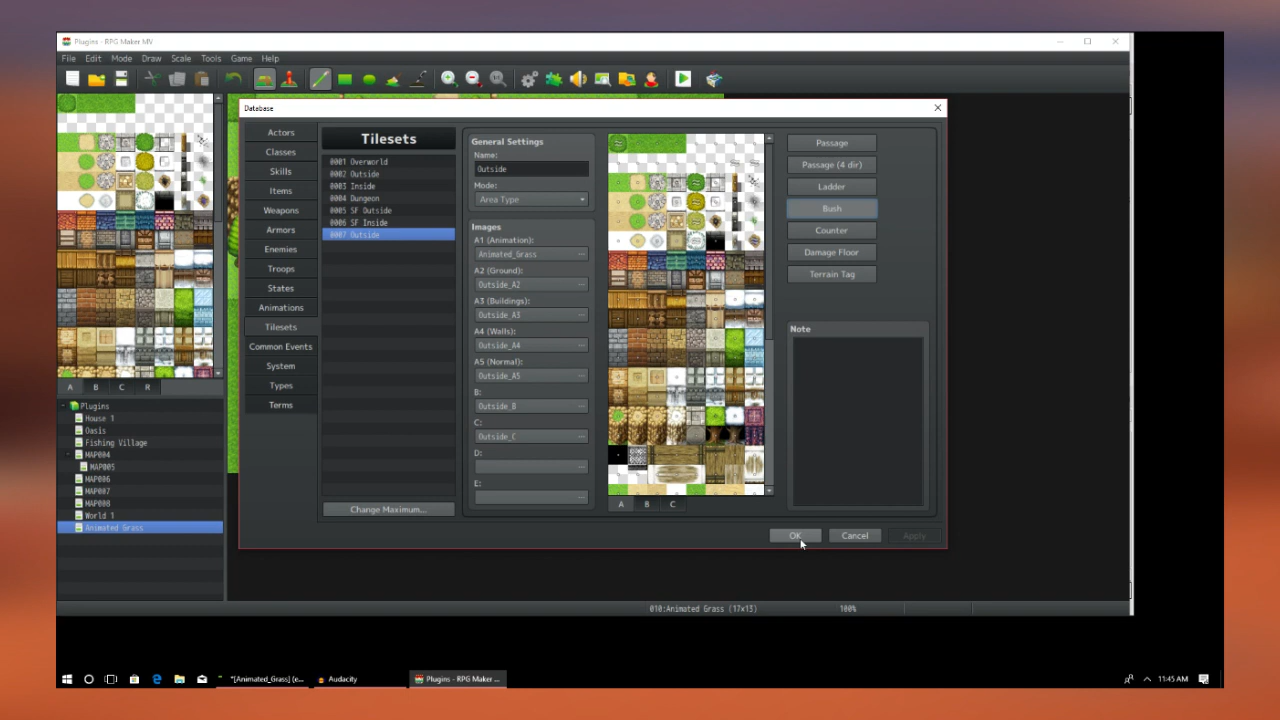 Plugins - RPG Maker MV
File Edit Mode Draw Scale Tools Game Help
Database
Actors
Classes
Skills
Items
Weapons
Armors
Enemies
Troops
States
Animations
Tilesets
Common Events
System
Types
Terms
Tilesets
0001 Overworld
0002 Outside
0003 Inside
0004 Dungeon
0005 SF Outside
0006 SF Inside
0007 Outside
Change Maximum...
General Settings
Name:
Outside
Mode:
Area Type
Images
A1 (Animation):
Animated_Grass ...
A2 (Ground):
Outside_A2 ...
A3 (Buildings):
Outside_A3 ...
A4 (Walls):
Outside_A4 ...
A5 (Normal):
Outside_A5 ...
B:
Outside_B ...
C:
Outside_C ...
D:
...
E:
...
A B C
Passage
Passage (4 dir)
Ladder
Bush
Counter
Damage Floor
Terrain Tag
Note
OK Cancel Apply
A B C R
Plugins
House 1
Oasis
Fishing Village
MAP004
MAP005
MAP006
MAP007
MAP008
World 1
Animated Grass
010:Animated Grass (17x13) 100%
*[Animated_Grass] (e... Audacity Plugins - RPG Maker ... 11:45 AM